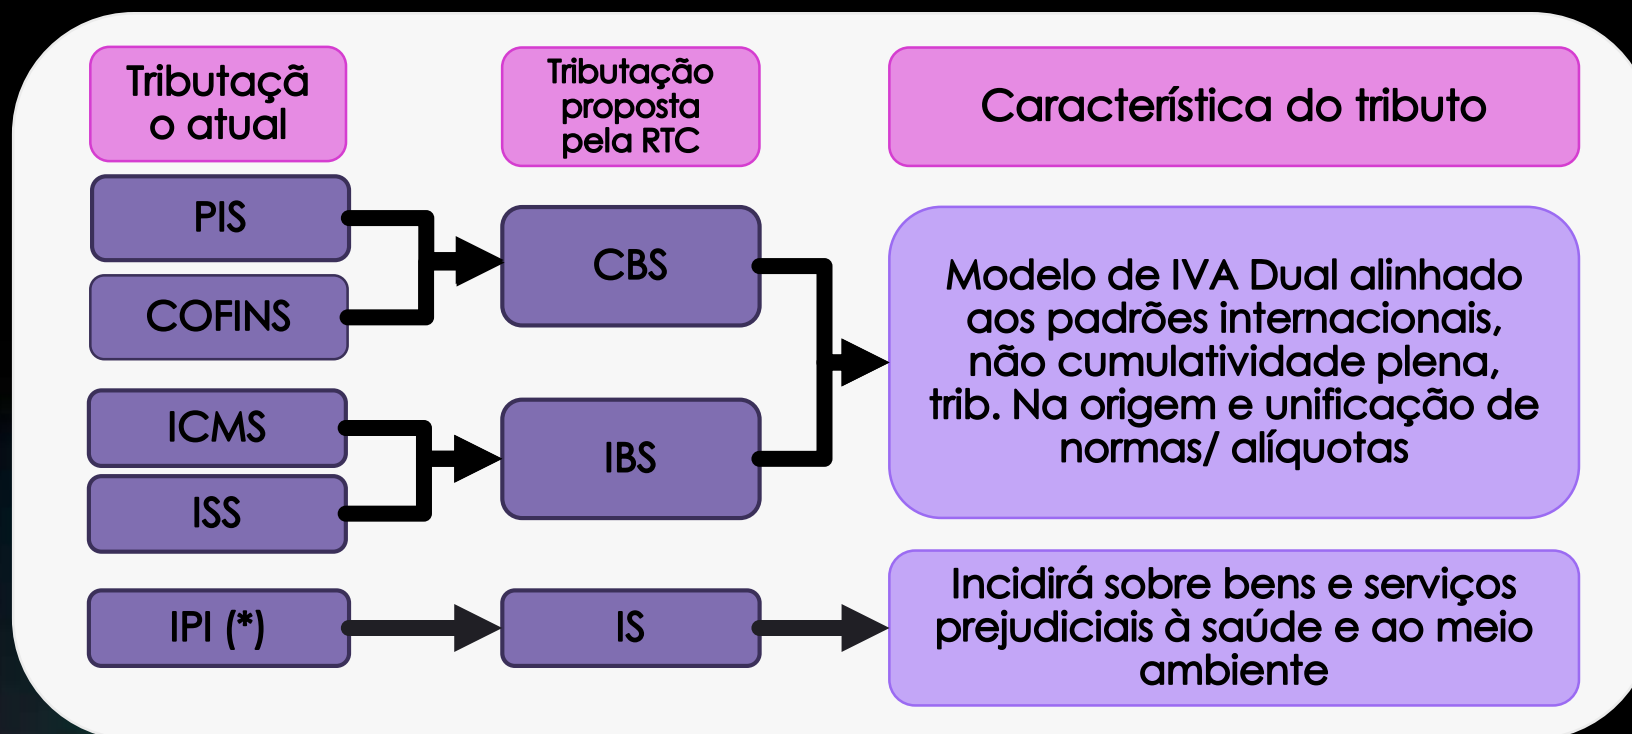 Tributaçã
o atual
Tributação
proposta
pela RTC
Característica do tributo
PIS
COFINS
CBS
ICMS
ISS
IBS
Modelo de IVA Dual alinhado
aos padrões internacionais,
não cumulatividade plena,
trib. Na origem e unificação de
normas/ alíquotas
IPI (*)
IS
Incidirá sobre bens e serviços
prejudiciais à saúde e ao meio
ambiente